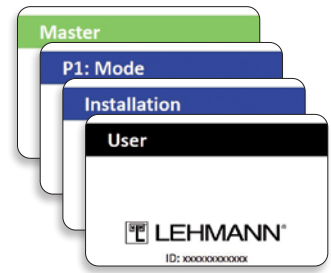 Master
P1: Mode
Installation
User
LEHMANN®
ID: xxxxxxxxxxxx